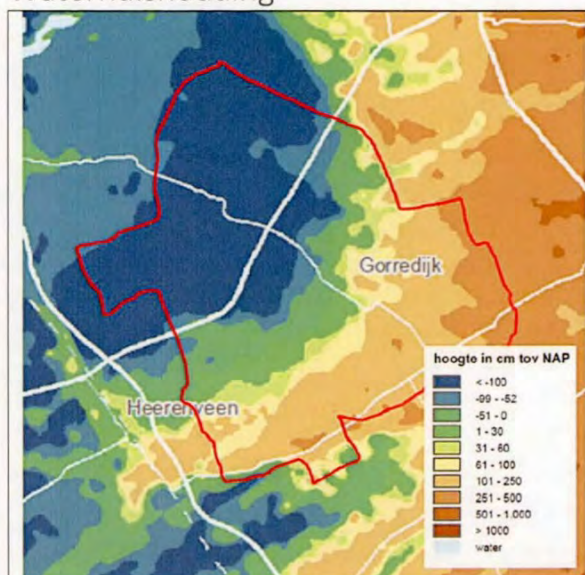 Waterhuishouding
Gorredijk
Heerenveen
hoogte in cm tov NAP
< -100
-99 - -52
-51 - 0
1 - 30
31 - 60
61 - 100
101 - 250
251 - 500
501 - 1.000
> 1000
water